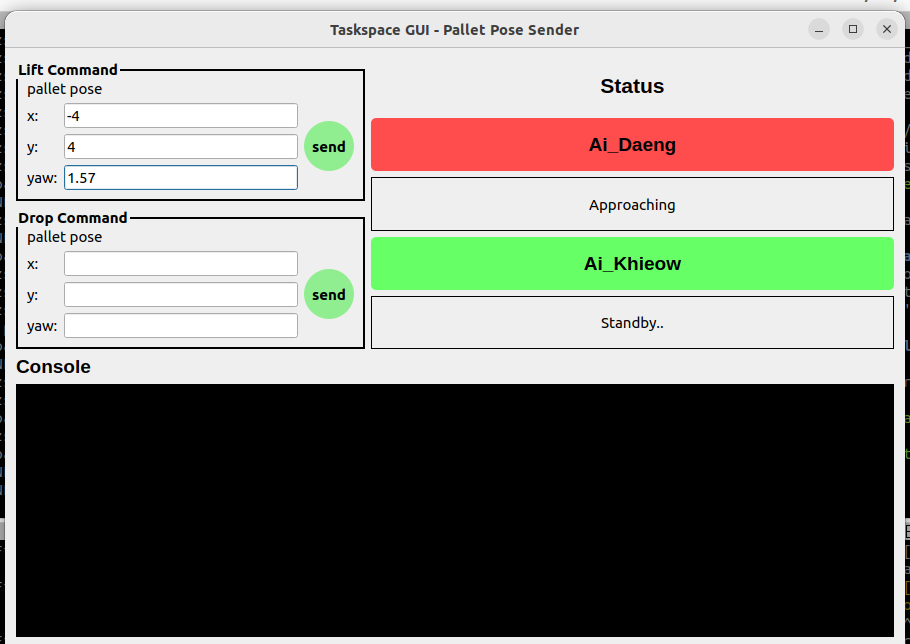 Taskspace GUI - Pallet Pose Sender
Lift Command
pallet pose
x: -4
y: 4
yaw: 1.57
send
Drop Command
pallet pose
x:
y:
yaw:
send
Status
Ai_Daeng
Approaching
Ai_Khieow
Standby..
Console